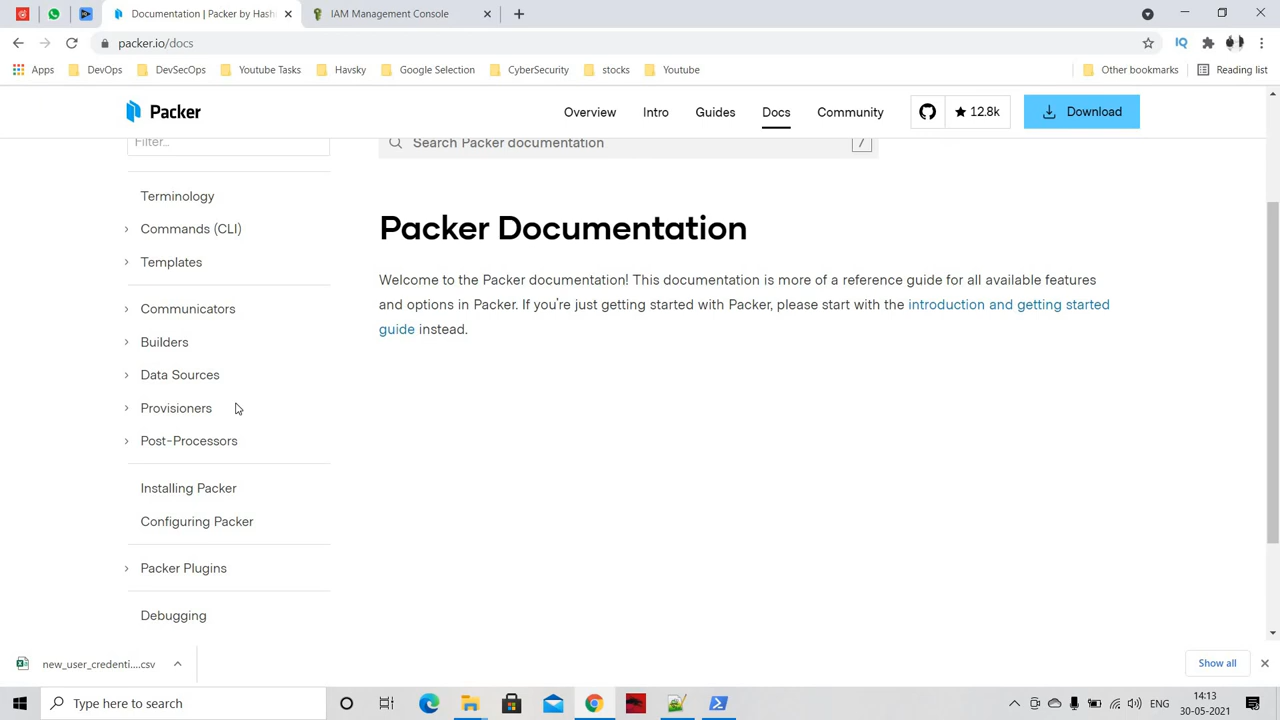 Documentation | Packer by Hash
IAM Management Console
packer.io/docs
Apps
DevOps
DevSecOps
Youtube Tasks
Havsky
Google Selection
CyberSecurity
stocks
Youtube
Other bookmarks
Reading list
Packer
Overview
Intro
Guides
Docs
Community
12.8k
Download
Filter...
Search Packer documentation
/
Terminology
Commands (CLI)
Templates
Communicators
Builders
Data Sources
Provisioners
Post-Processors
Installing Packer
Configuring Packer
Packer Plugins
Debugging
Packer Documentation
Welcome to the Packer documentation! This documentation is more of a reference guide for all available features
and options in Packer. If you're just getting started with Packer, please start with the introduction and getting started
guide instead.
new_user_credenti....csv
Show all
Type here to search
ENG
14:13
30-05-2021